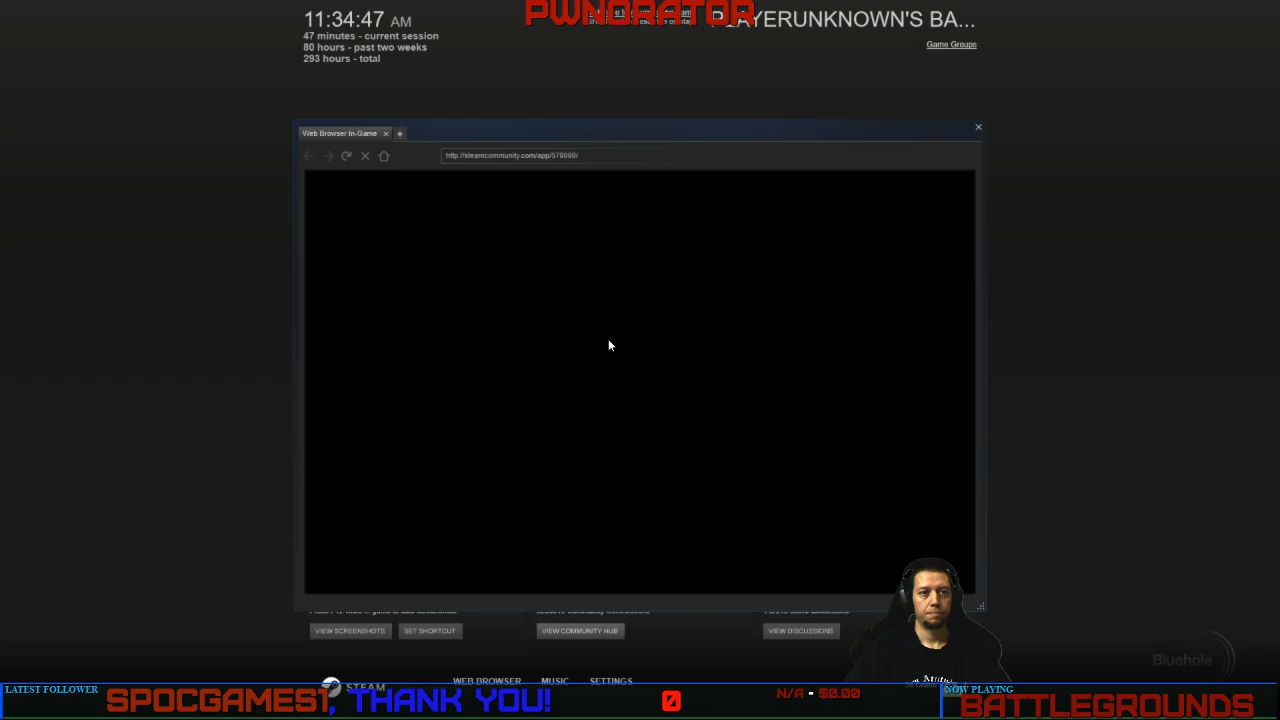 11:34:47 AM
47 minutes - current session
80 hours - past two weeks
293 hours - total
PWNORATOR
PLAYERUNKNOWN'S BA...
Game Groups
Web Browser In-Game
http://steamcommunity.com/app/578080/
VIEW SCREENSHOTS
SET SHORTCUT
VIEW COMMUNITY HUB
VIEW DISCUSSIONS
Bluehole
STEAM
WEB BROWSER
MUSIC
SETTINGS
LATEST FOLLOWER
SPOCGAMES1, THANK YOU!
0
N/A - $0.00
NOW PLAYING
BATTLEGROUNDS